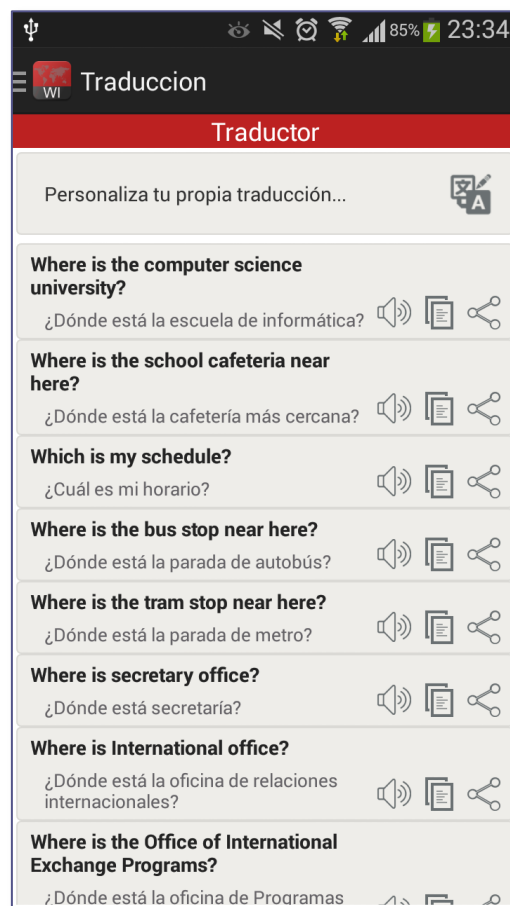 85% 23:34
WI Traduccion
Traductor
Personaliza tu propia traducción...
Where is the computer science
university?
¿Dónde está la escuela de informática?
Where is the school cafeteria near
here?
¿Dónde está la cafetería más cercana?
Which is my schedule?
¿Cuál es mi horario?
Where is the bus stop near here?
¿Dónde está la parada de autobús?
Where is the tram stop near here?
¿Dónde está la parada de metro?
Where is secretary office?
¿Dónde está secretaría?
Where is International office?
¿Dónde está la oficina de relaciones
internacionales?
Where is the Office of International
Exchange Programs?
¿Dónde está la oficina de Programas